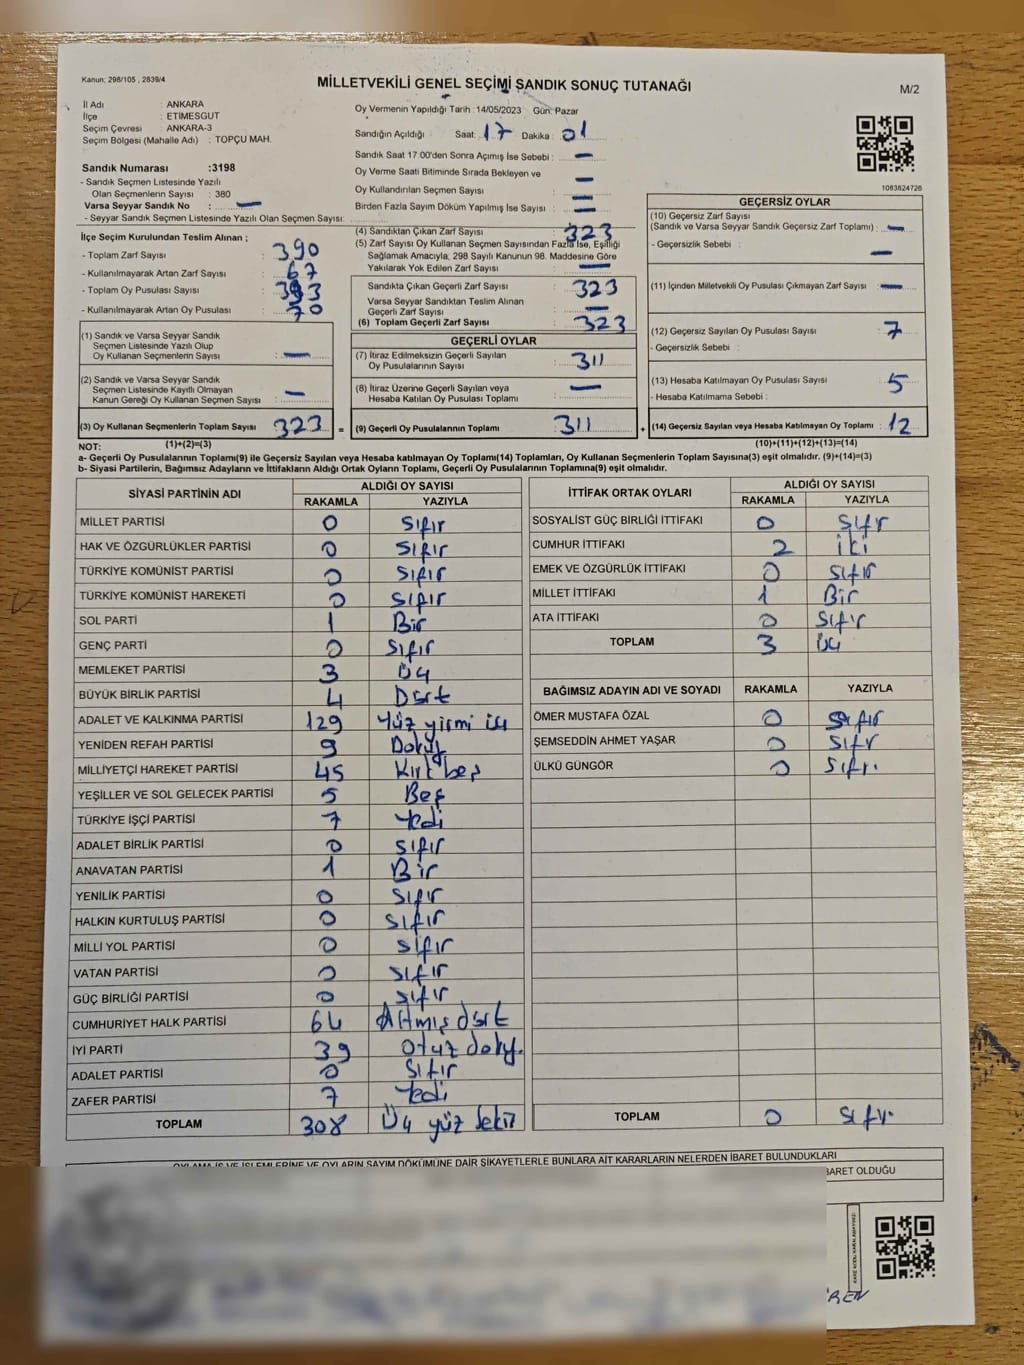 Kanun: 298/105 , 2839/4
MİLLETVEKİLİ GENEL SEÇİMİ SANDIK SONUÇ TUTANAĞI
M/2
İl Adı : ANKARA
İlçe : ETİMESGUT
Seçim Çevresi : ANKARA-3
Seçim Bölgesi (Mahalle Adı) : TOPÇU MAH.
Sandık Numarası :3198
- Sandık Seçmen Listesinde Yazılı
Olan Seçmenlerin Sayısı : 380
Varsa Seyyar Sandık No : —
- Seyyar Sandık Seçmen Listesinde Yazılı Olan Seçmen Sayısı:
Oy Vermenin Yapıldığı Tarih : 14/05/2023 Gün: Pazar
Sandığın Açıldığı Saat: 17 Dakika: 01
Sandık Saat 17:00'den Sonra Açımış İse Sebebi : —
Oy Verme Saati Bitiminde Sırada Bekleyen ve
Oy Kullandırılan Seçmen Sayısı : —
Birden Fazla Sayım Döküm Yapılmış İse Sayısı : —
1083824726
İlçe Seçim Kurulundan Teslim Alınan ;
- Toplam Zarf Sayısı : 390
- Kullanılmayarak Artan Zarf Sayısı : 67
- Toplam Oy Pusulası Sayısı :
- Kullanılmayarak Artan Oy Pusulası : 70
(1) Sandık ve Varsa Seyyar Sandık
Seçmen Listesinde Yazılı Olup
Oy Kullanan Seçmenlerin Sayısı : —
(2) Sandık ve Varsa Seyyar Sandık
Seçmen Listesinde Kayıtlı Olmayan
Kanun Gereği Oy Kullanan Seçmen Sayısı : —
(3) Oy Kullanan Seçmenlerin Toplam Sayısı : 323
(4) Sandıktan Çıkan Zarf Sayısı : 323
(5) Zarf Sayısı Oy Kullanan Seçmen Sayısından Fazla İse, Eşitliği
Sağlamak Amacıyla, 298 Sayılı Kanunun 98. Maddesine Göre
Yakılarak Yok Edilen Zarf Sayısı : —
Sandıkta Çıkan Geçerli Zarf Sayısı : 323
Varsa Seyyar Sandıktan Teslim Alınan
Geçerli Zarf Sayısı : —
(6) Toplam Geçerli Zarf Sayısı : 323
GEÇERLİ OYLAR
(7) İtiraz Edilmeksizin Geçerli Sayılan
Oy Pusulalarının Sayısı : 311
(8) İtiraz Üzerine Geçerli Sayılan veya
Hesaba Katılan Oy Pusulası Toplamı : —
= (9) Geçerli Oy Pusulalarının Toplamı : 311
GEÇERSİZ OYLAR
(10) Geçersiz Zarf Sayısı
(Sandık ve Varsa Seyyar Sandık Geçersiz Zarf Toplamı) : —
- Geçersizlik Sebebi : —
(11) İçinden Milletvekili Oy Pusulası Çıkmayan Zarf Sayısı : —
(12) Geçersiz Sayılan Oy Pusulası Sayısı : 7
- Geçersizlik Sebebi :
(13) Hesaba Katılmayan Oy Pusulası Sayısı : 5
- Hesaba Katılmama Sebebi :
+ (14) Geçersiz Sayılan veya Hesaba Katılmayan Oy Toplamı : 12
NOT: (1)+(2)=(3) (10)+(11)+(12)+(13)=(14)
a- Geçerli Oy Pusulalarının Toplamı(9) ile Geçersiz veya Hesaba katılmayan Oy Toplamı(14) Toplamları, Oy Kullanan Seçmenlerin Toplam Sayısına(3) eşit olmalıdır. (9)+(14)=(3)
b- Siyasi Partilerin, Bağımsız Adayların ve İttifakların Aldığı Ortak Oyların Toplamı, Geçerli Oy Pusulalarının Toplamına(9) eşit olmalıdır.
SİYASİ PARTİNİN ADI ALDIĞI OY SAYISI
RAKAMLA YAZIYLA
MİLLET PARTİSİ 0 Sıfır
HAK VE ÖZGÜRLÜKLER PARTİSİ 0 Sıfır
TÜRKİYE KOMÜNİST PARTİSİ 0 Sıfır
TÜRKİYE KOMÜNİST HAREKETİ 0 Sıfır
SOL PARTİ 1 Bir
GENÇ PARTİ 0 Sıfır
MEMLEKET PARTİSİ 3 Üç
BÜYÜK BİRLİK PARTİSİ 4 Dört
ADALET VE KALKINMA PARTİSİ 129 Yüz yirmi
YENİDEN REFAH PARTİSİ 9 Dokuz
MİLLİYETÇİ HAREKET PARTİSİ 45 Kırk beş
YEŞİLLER VE SOL GELECEK PARTİSİ 5 Beş
TÜRKİYE İŞÇİ PARTİSİ 7 Yedi
ADALET BİRLİK PARTİSİ 0 Sıfır
ANAVATAN PARTİSİ 1 Bir
YENİLİK PARTİSİ 0 Sıfır
HALKIN KURTULUŞ PARTİSİ 0 Sıfır
MİLLİ YOL PARTİSİ 0 Sıfır
VATAN PARTİSİ 0 Sıfır
GÜÇ BİRLİĞİ PARTİSİ 0 Sıfır
CUMHURİYET HALK PARTİSİ 64 Altmış dört
İYİ PARTİ 39 Otuz doky.
ADALET PARTİSİ 0 Sıfır
ZAFER PARTİSİ 7 Yedi
TOPLAM 308 Üç yüz sekiz
İTTİFAK ORTAK OYLARI ALDIĞI OY SAYISI
RAKAMLA YAZIYLA
SOSYALİST GÜÇ BİRLİĞİ İTTİFAKI 0 Sıfır
CUMHUR İTTİFAKI 2 İki
EMEK VE ÖZGÜRLÜK İTTİFAKI 0 Sıfır
MİLLET İTTİFAKI 1 Bir
ATA İTTİFAKI 0 Sıfır
TOPLAM 3 Üç
BAĞIMSIZ ADAYIN ADI VE SOYADI RAKAMLA YAZIYLA
ÖMER MUSTAFA ÖZAL 0 Sıfır
ŞEMSEDDİN AHMET YAŞAR 0 Sıfır
ÜLKÜ GÜNGÖR 0 Sıfı.
TOPLAM 0 Sıfır.
OYLAMA İŞ VE İŞLEMLERİNE VE OYLARIN SAYIM DÖKÜMÜNE DAİR ŞİKAYETLERLE BUNLARA AİT KARARLARIN NELERDEN İBARET BULUNDUKLARI
BARET OLDUĞU